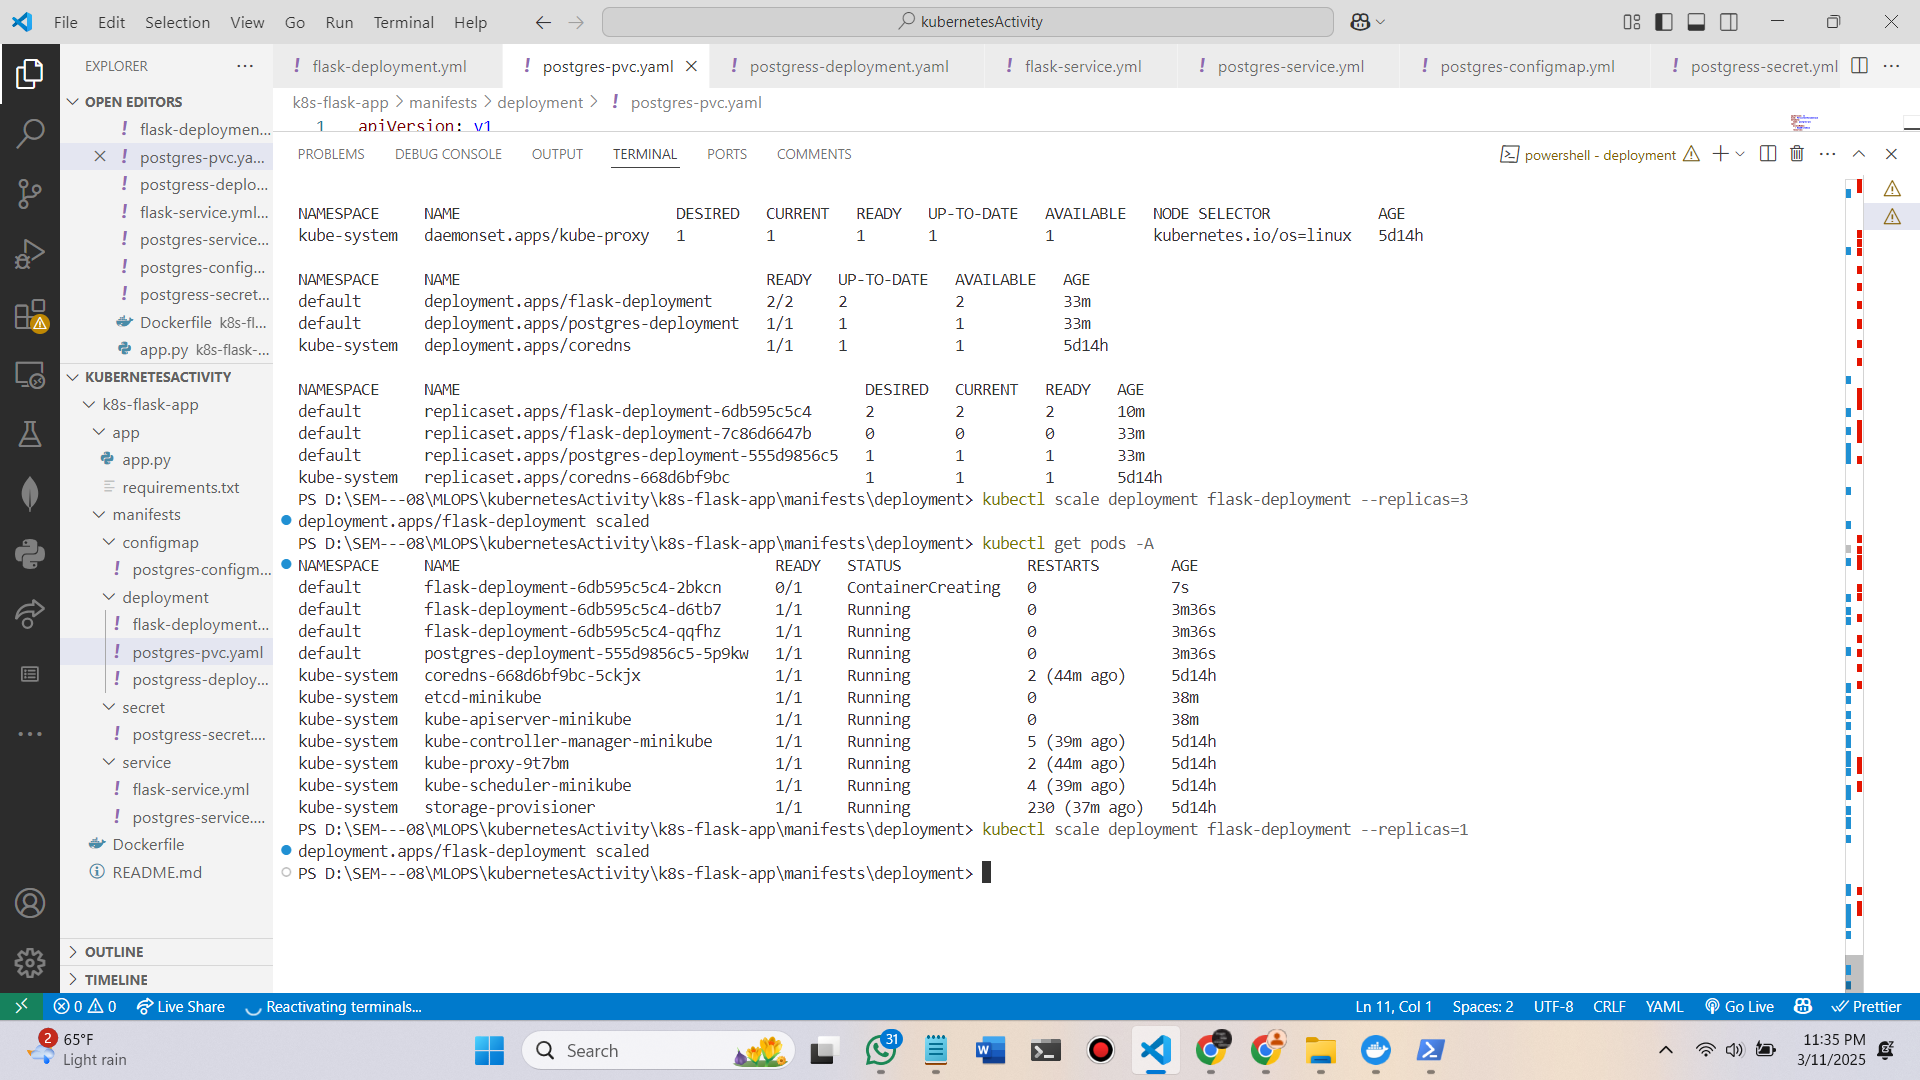 File Edit Selection View Go Run Terminal Help kubernetesActivity
EXPLORER
flask-deployment.yml postgres-pvc.yaml postgress-deployment.yaml flask-service.yml postgres-service.yml postgres-configmap.yml postgress-secret.yml
OPEN EDITORS
flask-deploymen...
postgres-pvc.ya...
postgress-deplo...
flask-service.yml...
postgres-service...
postgres-config...
postgress-secret...
Dockerfile k8s-fl...
app.py k8s-flask-...
KUBERNETESACTIVITY
k8s-flask-app
app
app.py
requirements.txt
manifests
configmap
postgres-configm...
deployment
flask-deployment...
postgres-pvc.yaml
postgress-deploy...
secret
postgress-secret....
service
flask-service.yml
postgres-service....
Dockerfile
README.md
OUTLINE
TIMELINE
k8s-flask-app > manifests > deployment > postgres-pvc.yaml
1 apiVersion: v1
PROBLEMS DEBUG CONSOLE OUTPUT TERMINAL PORTS COMMENTS powershell - deployment
NAMESPACE NAME DESIRED CURRENT READY UP-TO-DATE AVAILABLE NODE SELECTOR AGE
kube-system daemonset.apps/kube-proxy 1 1 1 1 1 kubernetes.io/os=linux 5d14h
NAMESPACE NAME READY UP-TO-DATE AVAILABLE AGE
default deployment.apps/flask-deployment 2/2 2 2 33m
default deployment.apps/postgres-deployment 1/1 1 1 33m
kube-system deployment.apps/coredns 1/1 1 1 5d14h
NAMESPACE NAME DESIRED CURRENT READY AGE
default replicaset.apps/flask-deployment-6db595c5c4 2 2 2 10m
default replicaset.apps/flask-deployment-7c86d6647b 0 0 0 33m
default replicaset.apps/postgres-deployment-555d9856c5 1 1 1 33m
kube-system replicaset.apps/coredns-668d6bf9bc 1 1 1 5d14h
PS D:\SEM---08\MLOPS\kubernetesActivity\k8s-flask-app\manifests\deployment> kubectl scale deployment flask-deployment --replicas=3
deployment.apps/flask-deployment scaled
PS D:\SEM---08\MLOPS\kubernetesActivity\k8s-flask-app\manifests\deployment> kubectl get pods -A
NAMESPACE NAME READY STATUS RESTARTS AGE
default flask-deployment-6db595c5c4-2bkcn 0/1 ContainerCreating 0 7s
default flask-deployment-6db595c5c4-d6tb7 1/1 Running 0 3m36s
default flask-deployment-6db595c5c4-qqfhz 1/1 Running 0 3m36s
default postgres-deployment-555d9856c5-5p9kw 1/1 Running 0 3m36s
kube-system coredns-668d6bf9bc-5ckjx 1/1 Running 2 (44m ago) 5d14h
kube-system etcd-minikube 1/1 Running 0 38m
kube-system kube-apiserver-minikube 1/1 Running 0 38m
kube-system kube-controller-manager-minikube 1/1 Running 5 (39m ago) 5d14h
kube-system kube-proxy-9t7bm 1/1 Running 2 (44m ago) 5d14h
kube-system kube-scheduler-minikube 1/1 Running 4 (39m ago) 5d14h
kube-system storage-provisioner 1/1 Running 230 (37m ago) 5d14h
PS D:\SEM---08\MLOPS\kubernetesActivity\k8s-flask-app\manifests\deployment> kubectl scale deployment flask-deployment --replicas=1
deployment.apps/flask-deployment scaled
PS D:\SEM---08\MLOPS\kubernetesActivity\k8s-flask-app\manifests\deployment>
0 0 Live Share Reactivating terminals... Ln 11, Col 1 Spaces: 2 UTF-8 CRLF YAML Go Live Prettier
2 65°F
Light rain
Search
31
11:35 PM
3/11/2025